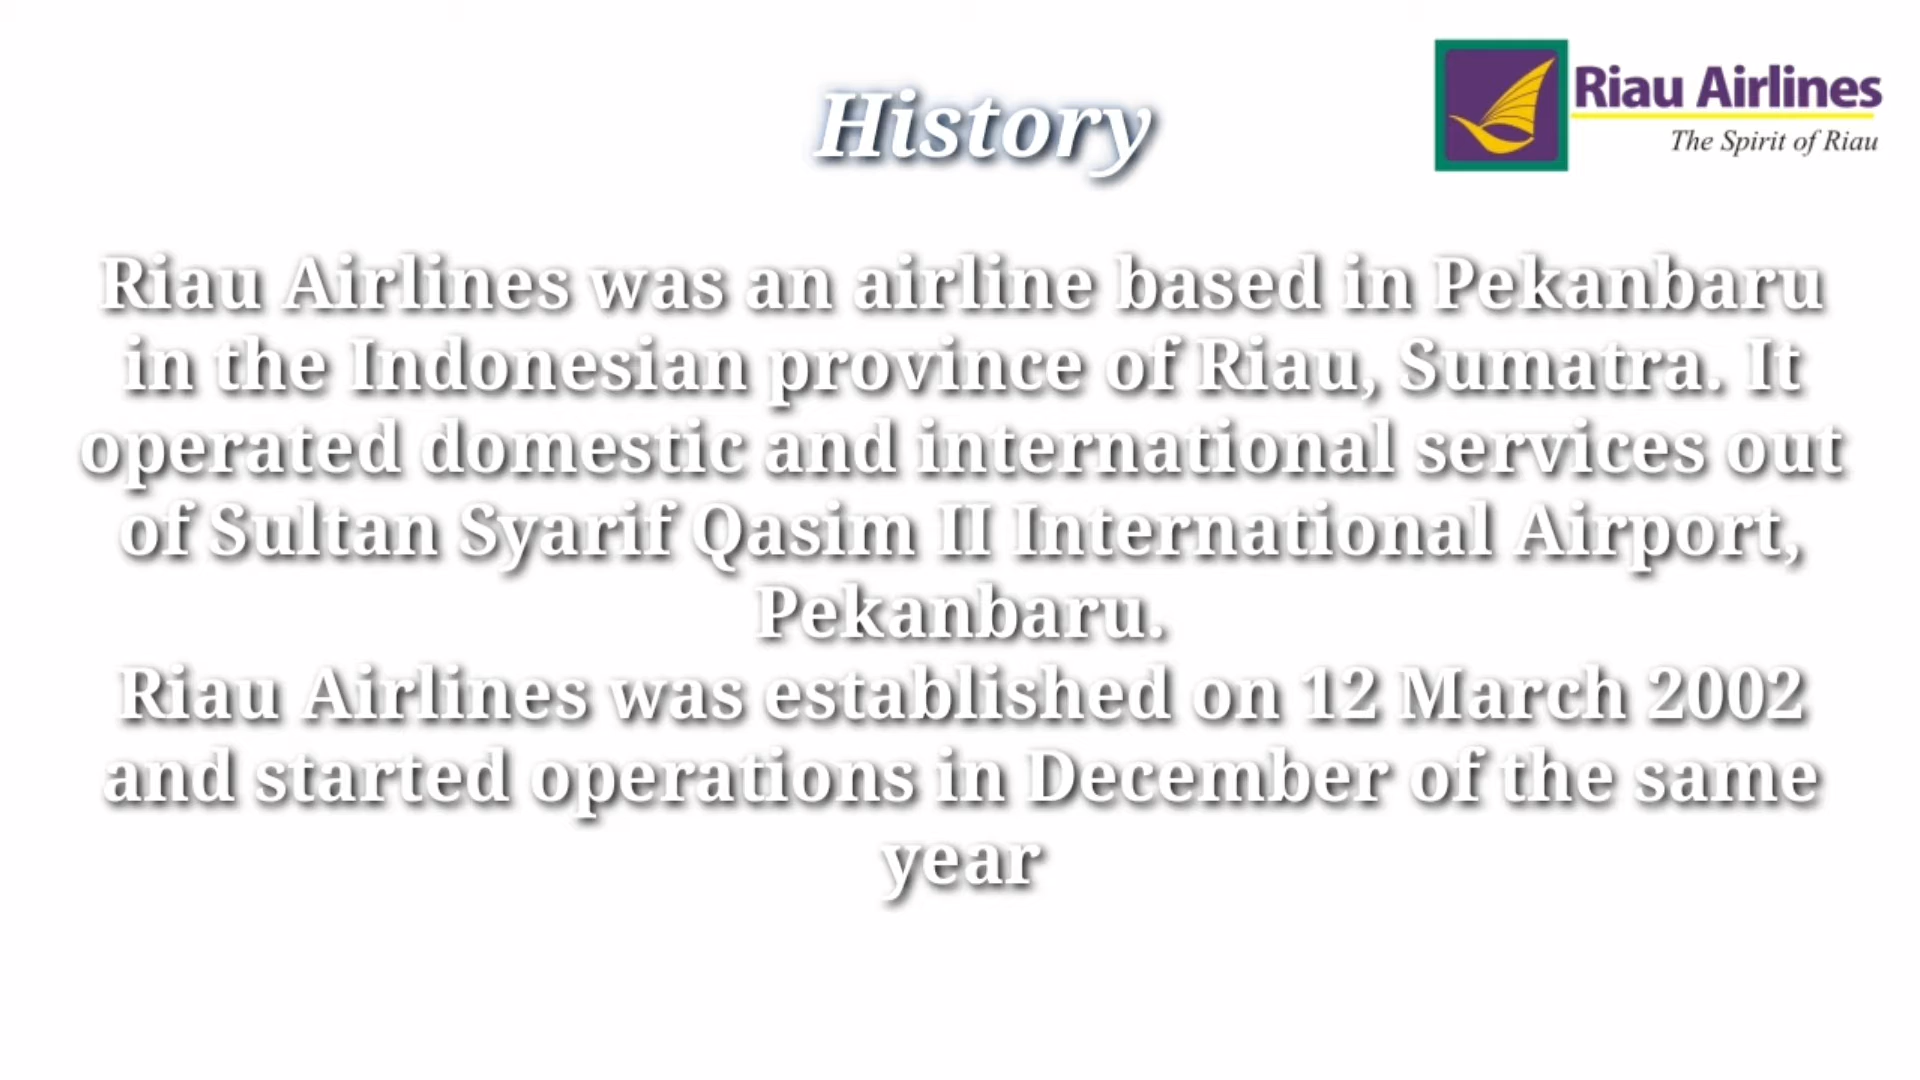 History
Riau Airlines
The Spirit of Riau
Riau Airlines was an airline based in Pekanbaru
in the Indonesian province of Riau, Sumatra. It
operated domestic and international services out
of Sultan Syarif Qasim II International Airport,
Pekanbaru.
Riau Airlines was established on 12 March 2002
and started operations in December of the same
year